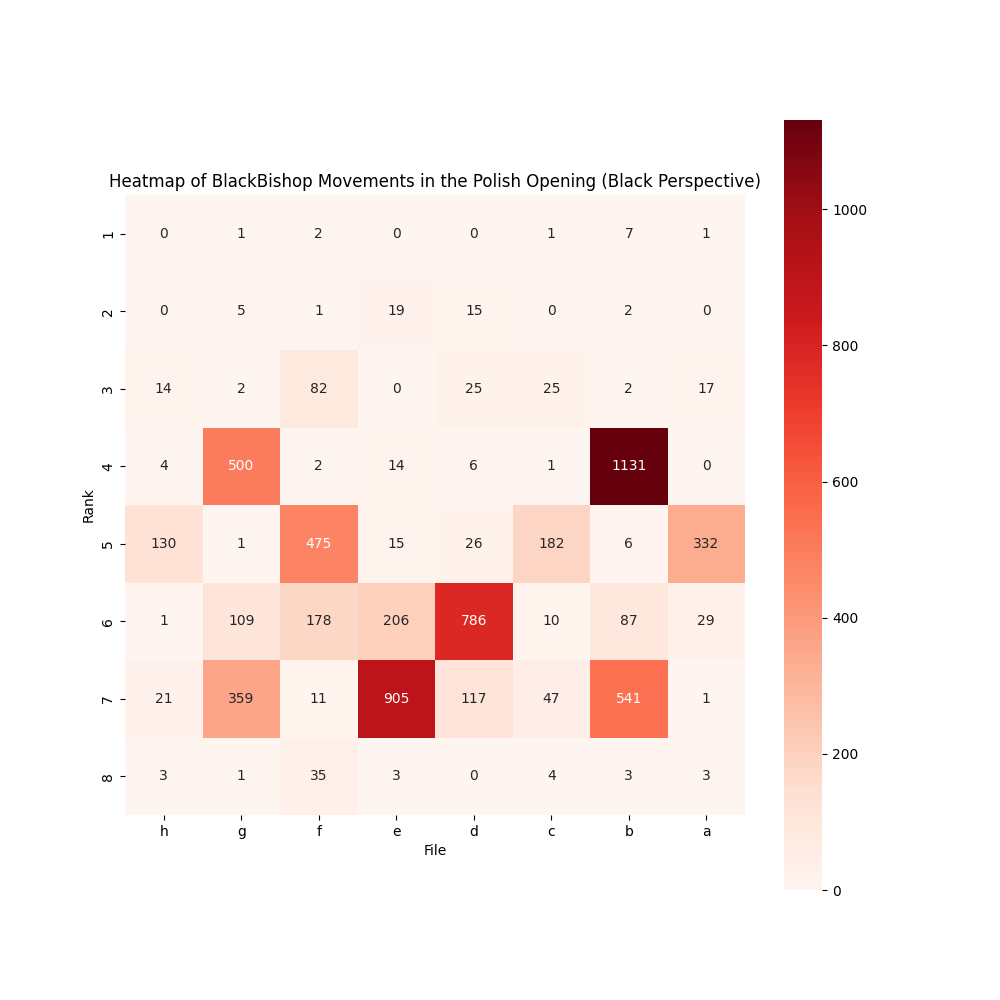 Heatmap of BlackBishop Movements in the Polish Opening (Black Perspective)
1 0 1 2 0 0 1 7 1
2 0 5 1 19 15 0 2 0
3 14 2 82 0 25 25 2 17
4 4 500 2 14 6 1 1131 0
5 130 1 475 15 26 182 6 332
6 1 109 178 206 786 10 87 29
7 21 359 11 905 117 47 541 1
8 3 1 35 3 0 4 3 3
h g f e d c b a
Rank
File
1000
800
600
400
200
0